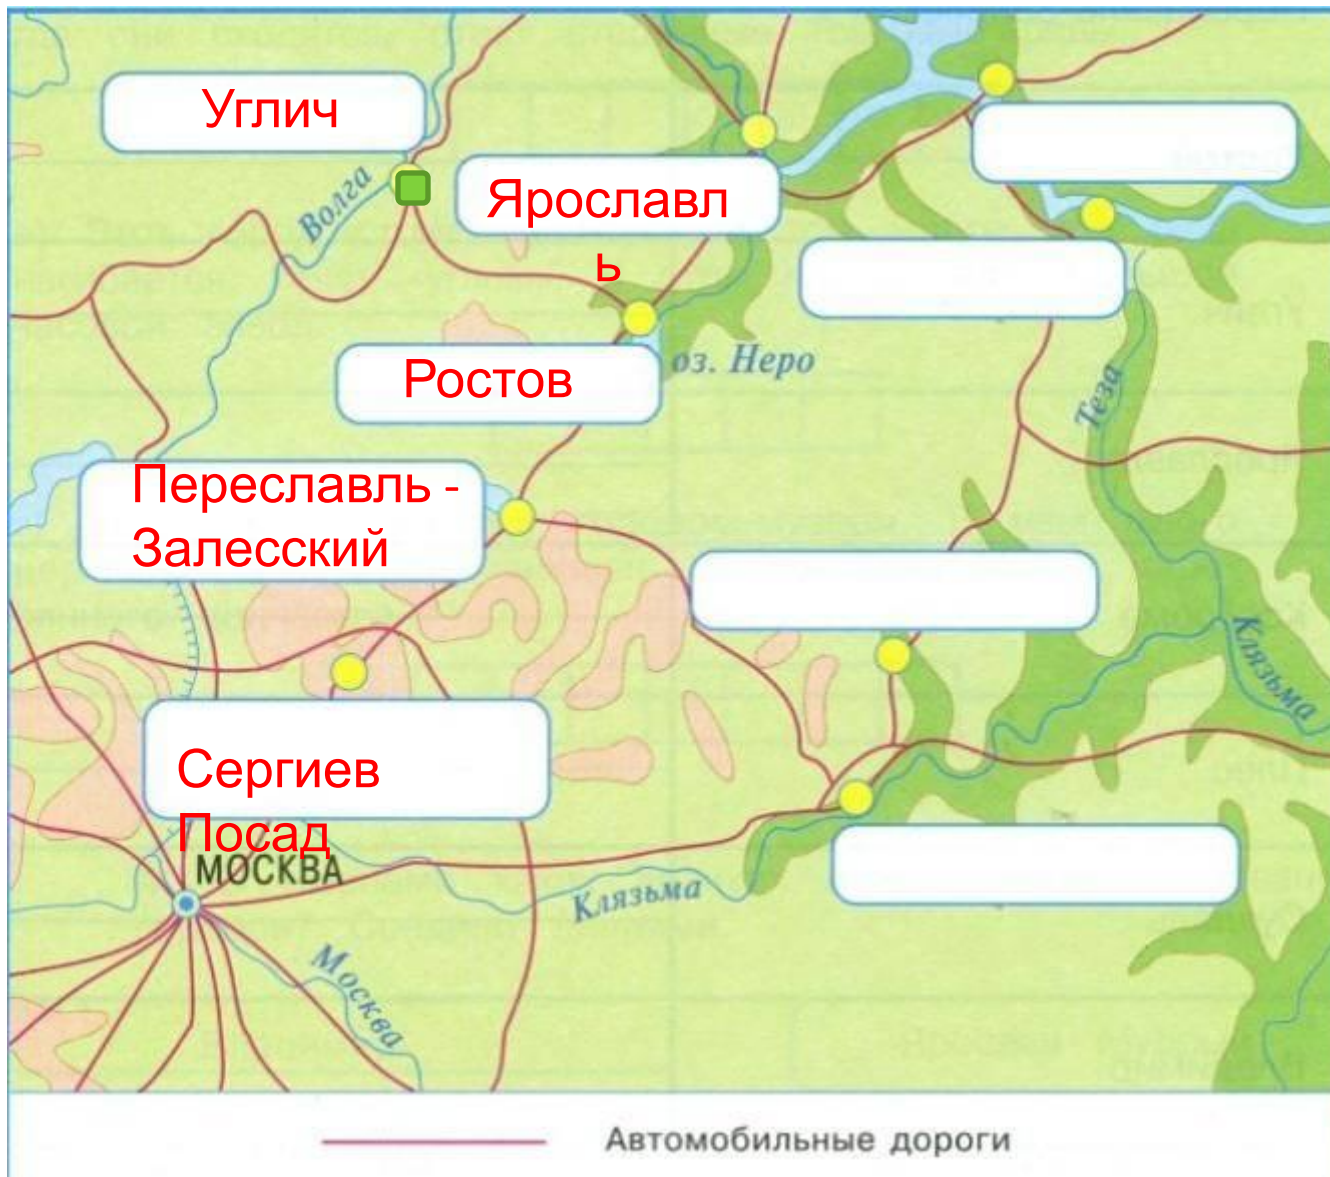 Углич
Волга
Ярославл
ь
оз. Неро
Ростов
Теза
Переславль -
Залесский
Клязьма
Сергиев
Посад
МОСКВА
Клязьма
Москва
Автомобильные дороги